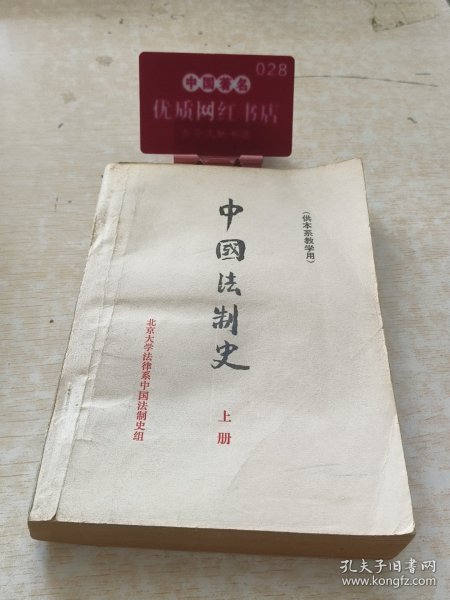 028
中国著名
优质网红书店
（供本系教学用）
中國法制史
上册
北京大学法律系中国法制史组
孔夫子旧书网
www.kongfz.com